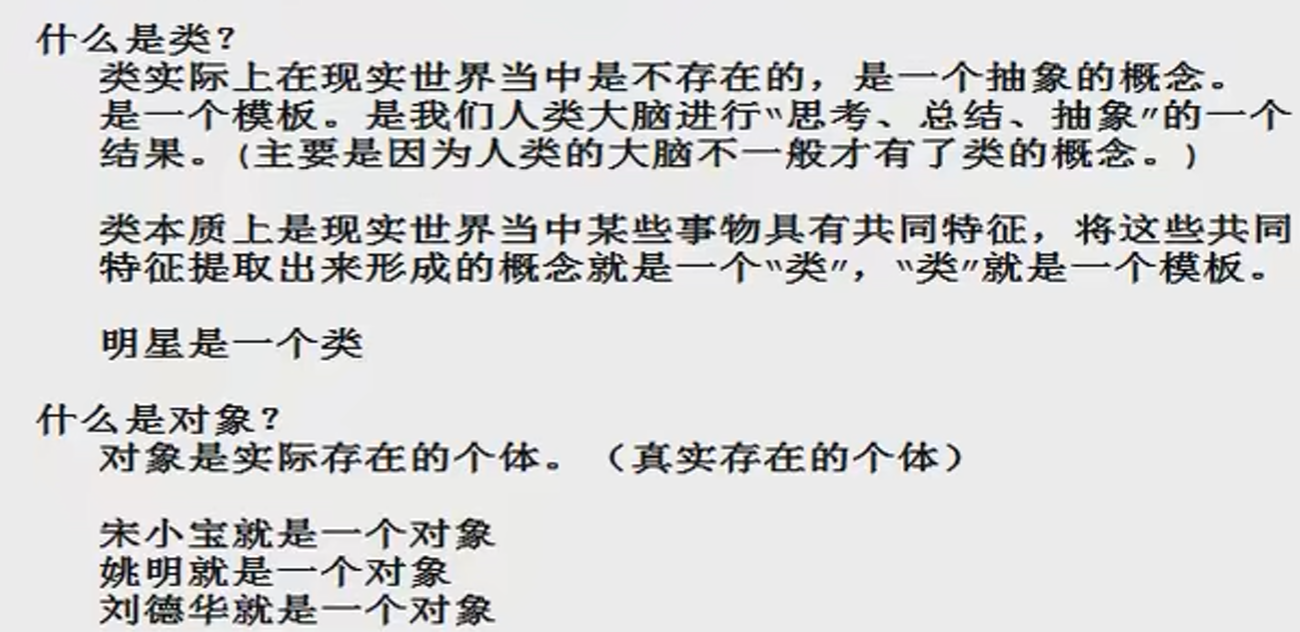 什么是类？
类实际上在现实世界当中是不存在的，是一个抽象的概念。
是一个模板。是我们人类大脑进行“思考、总结、抽象”的一个
结果。(主要是因为人类的大脑不一般才有了类的概念。)
类本质上是现实世界当中某些事物具有共同特征，将这些共同
特征提取出来形成的概念就是一个“类”，“类”就是一个模板。
明星是一个类
什么是对象？
对象是实际存在的个体。（真实存在的个体）
宋小宝就是一个对象
姚明就是一个对象
刘德华就是一个对象